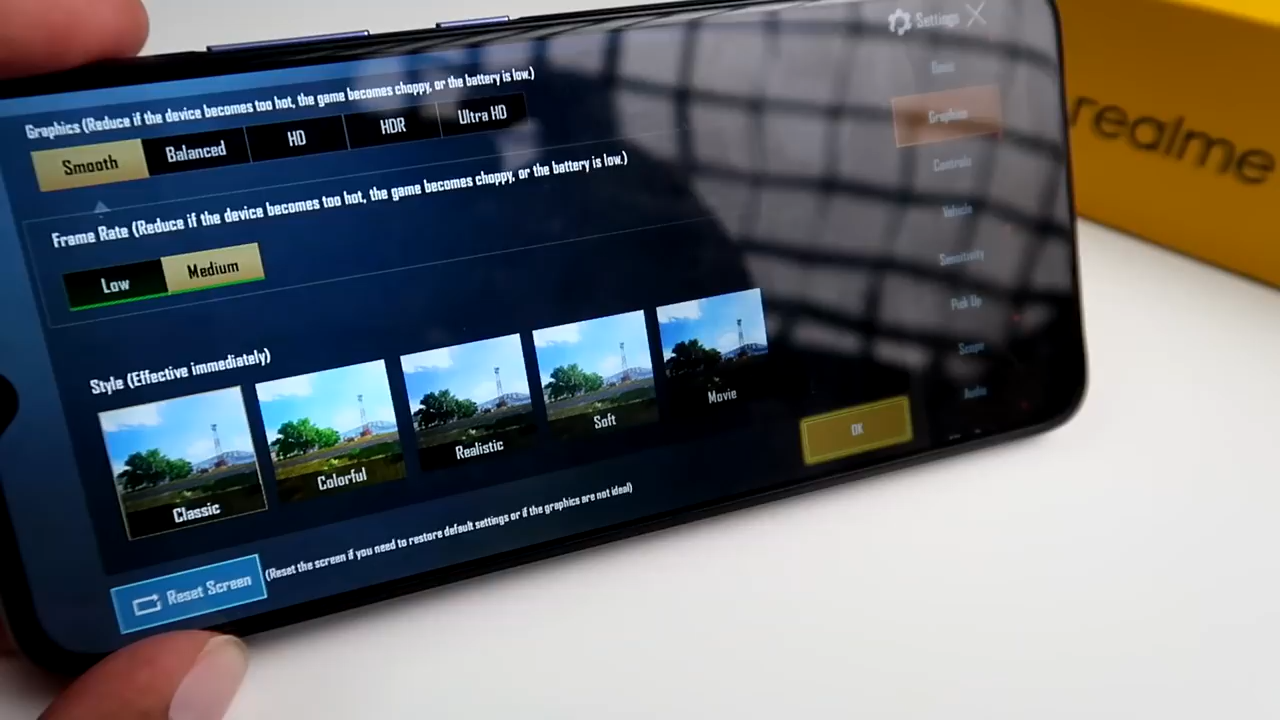 Settings
Graphics (Reduce if the device becomes too hot, the game becomes choppy, or the battery is low.)
Smooth
Balanced
HD
HDR
Ultra HD
Frame Rate (Reduce if the device becomes too hot, the game becomes choppy, or the battery is low.)
Low
Medium
Style (Effective immediately)
Classic
Colorful
Realistic
Soft
Movie
Reset Screen
(Reset the screen if you need to restore default settings or if the graphics are not ideal)
OK
Basic
Graphics
Controls
Vehicle
Sensitivity
Pick Up
Scope
Audio
realme